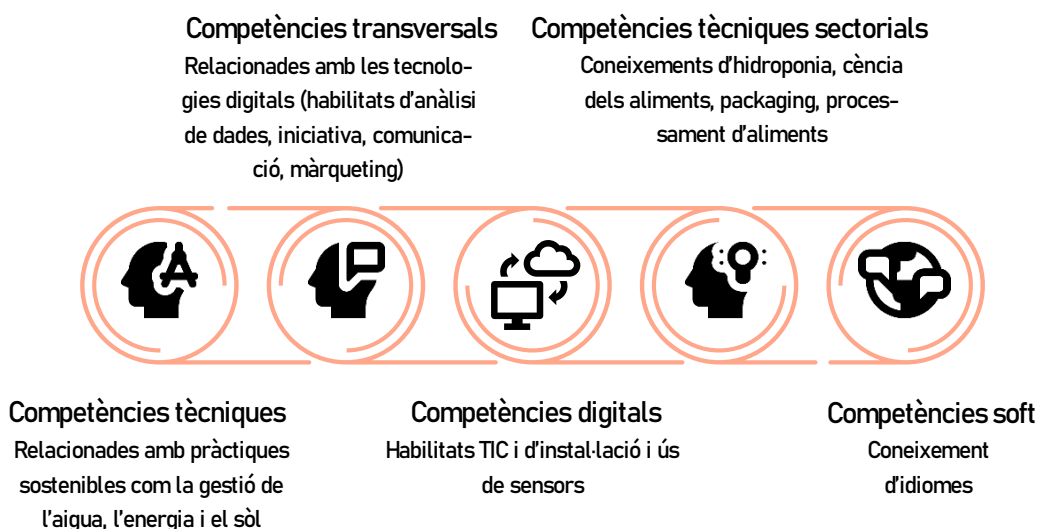 Competències transversals
Relacionades amb les tecnolo-
gies digitals (habilitats d'anàlisi
de dades, iniciativa, comunica-
ció, màrqueting)
Competències tècniques sectorials
Coneixements d'hidroponia, cència
dels aliments, packaging, proces-
sament d'aliments
Competències tècniques
Relacionades amb pràctiques
sostenibles com la gestió de
l'aigua, l'energia i el sòl
Competències digitals
Habilitats TIC i d'instal·lació i ús
de sensors
Competències soft
Coneixement
d'idiomes